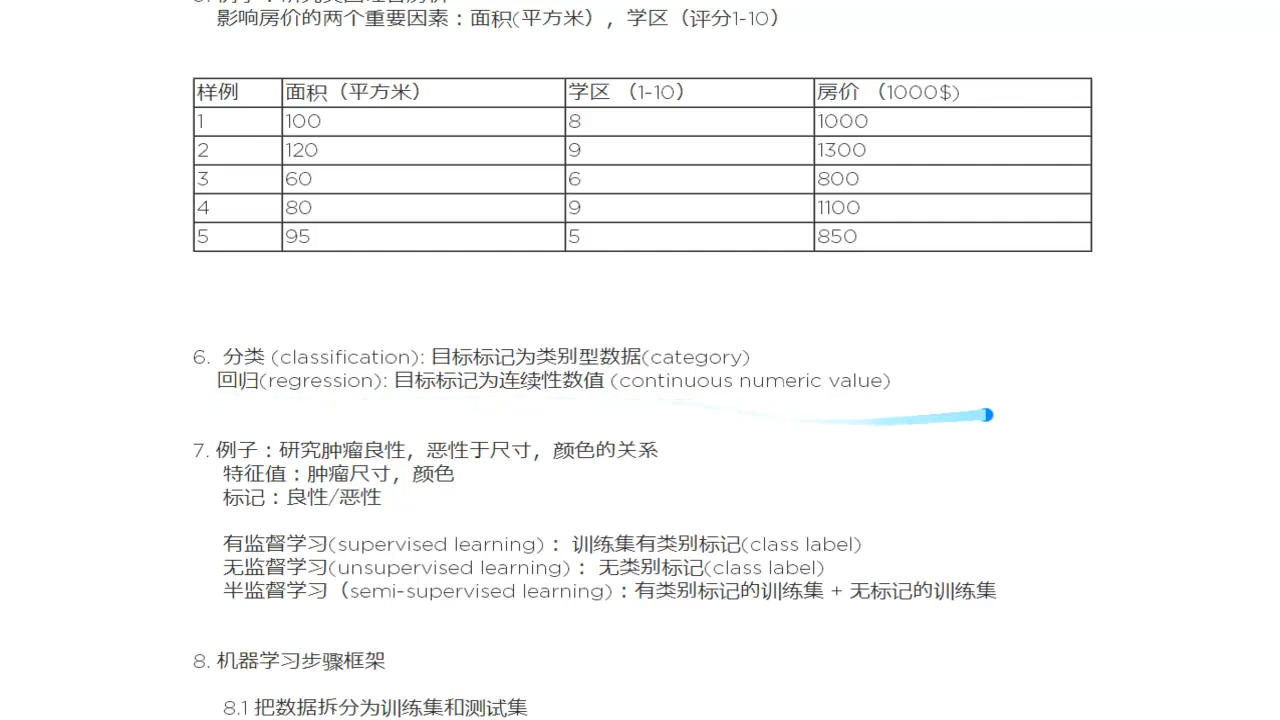 影响房价的两个重要因素：面积(平方米），学区（评分1-10）
样例 面积（平方米） 学区 （1-10） 房价 （1000$)
1 100 8 1000
2 120 9 1300
3 60 6 800
4 80 9 1100
5 95 5 850
6. 分类 (classification): 目标标记为类别型数据(category)
回归(regression): 目标标记为连续性数值 (continuous numeric value)
7. 例子：研究肿瘤良性，恶性于尺寸，颜色的关系
特征值：肿瘤尺寸，颜色
标记：良性/恶性
有监督学习(supervised learning)： 训练集有类别标记(class label)
无监督学习(unsupervised learning)： 无类别标记(class label)
半监督学习（semi-supervised learning)：有类别标记的训练集 + 无标记的训练集
8. 机器学习步骤框架
8.1 把数据拆分为训练集和测试集